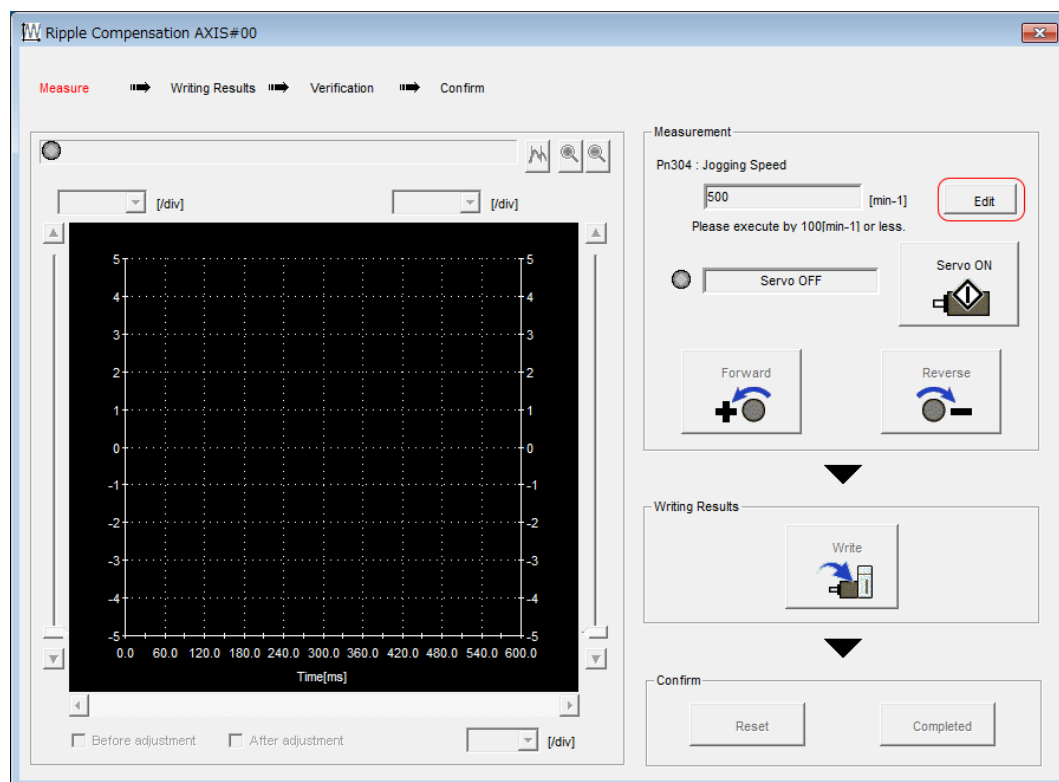 Ripple Compensation AXIS#00
Measure Writing Results Verification Confirm
[/div] [/div]
5 5
4 4
3 3
2 2
1 1
0 0
-1 -1
-2 -2
-3 -3
-4 -4
-5 -5
0.0 60.0 120.0 180.0 240.0 300.0 360.0 420.0 480.0 540.0 600.0
Time[ms]
Before adjustment After adjustment [/div]
Measurement
Pn304 : Jogging Speed
500 [min-1] Edit
Please execute by 100[min-1] or less.
Servo OFF
Servo ON
Forward Reverse
Writing Results
Write
Confirm
Reset Completed